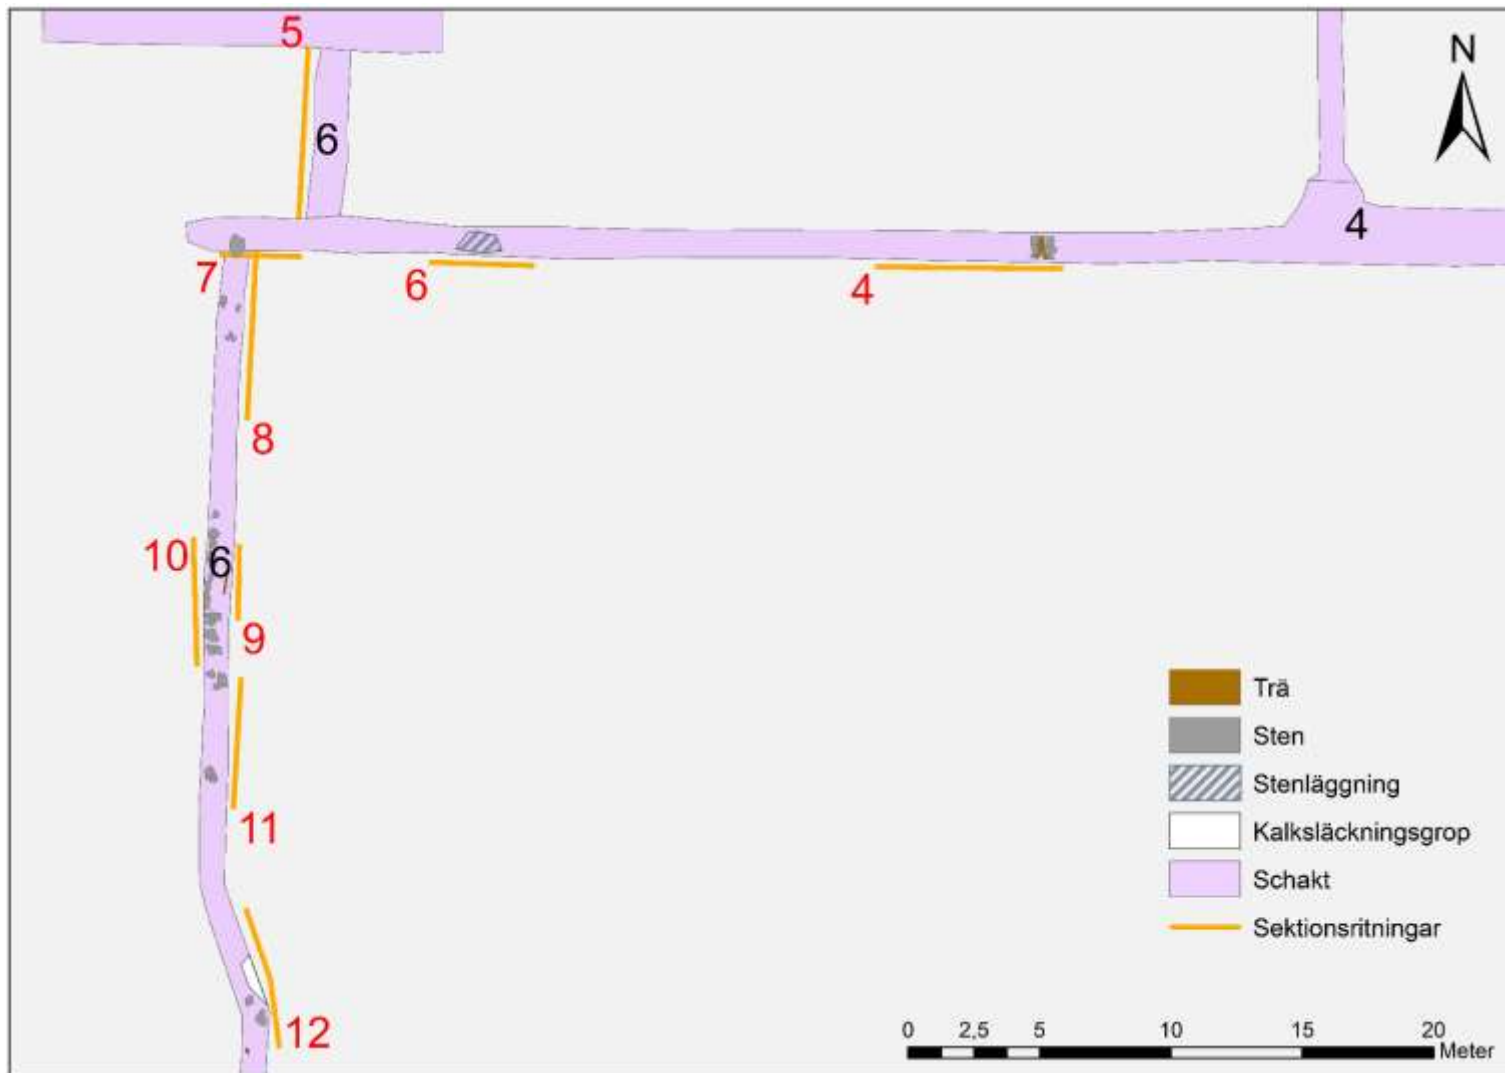 5
N
6
4
7
6
4
8
10
6
9
11
12
Trä
Sten
Stenläggning
Kalksläckningsgrop
Schakt
Sektionsritningar
0 2,5 5 10 15 20
Meter